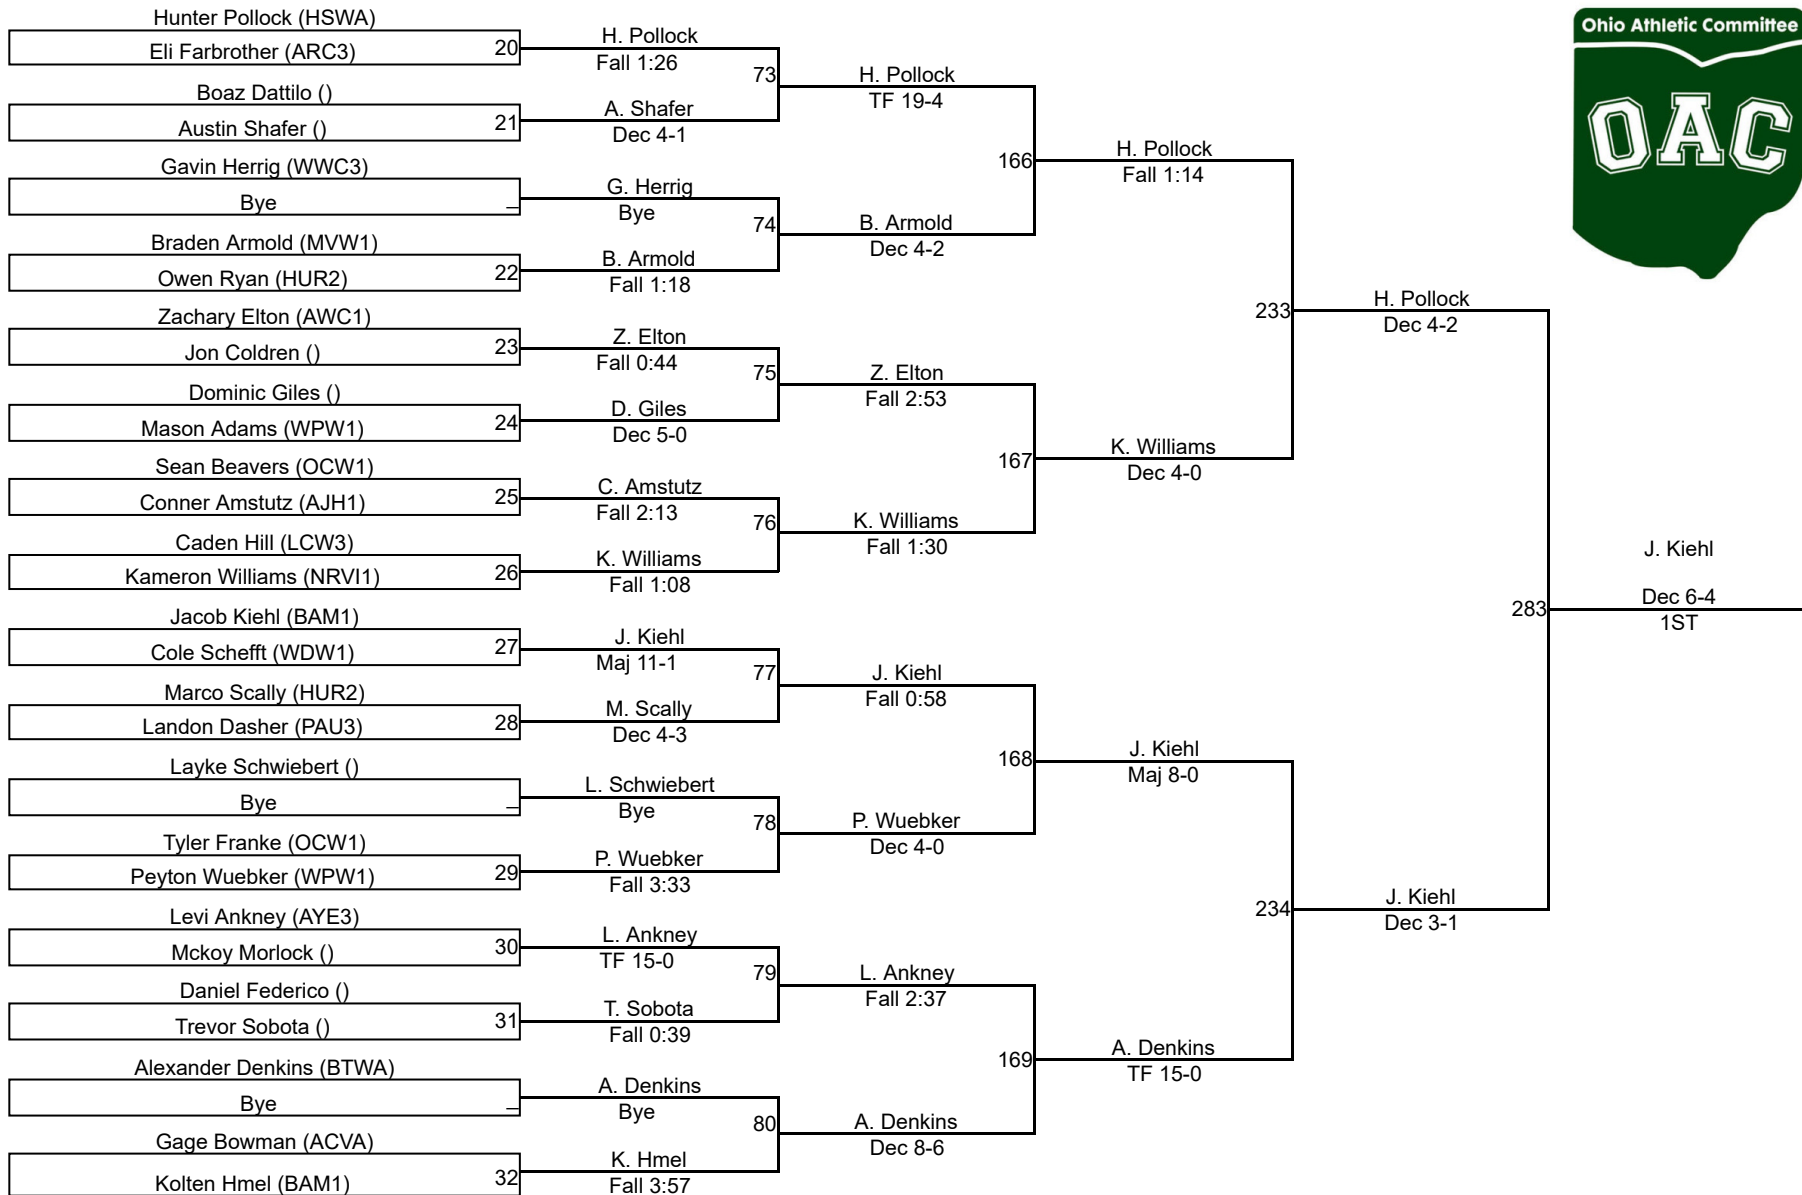 Hunter Pollock (HSWA)
Eli Farbrother (ARC3)
20
Boaz Dattilo ()
Austin Shafer ()
21
Gavin Herrig (WWC3)
Bye
_
Braden Armold (MVW1)
Owen Ryan (HUR2)
22
Zachary Elton (AWC1)
Jon Coldren ()
23
Dominic Giles ()
Mason Adams (WPW1)
24
Sean Beavers (OCW1)
Conner Amstutz (AJH1)
25
Caden Hill (LCW3)
Kameron Williams (NRVI1)
26
Jacob Kiehl (BAM1)
Cole Schefft (WDW1)
27
Marco Scally (HUR2)
Landon Dasher (PAU3)
28
Layke Schwiebert ()
Bye
_
Tyler Franke (OCW1)
Peyton Wuebker (WPW1)
29
Levi Ankney (AYE3)
Mckoy Morlock ()
30
Daniel Federico ()
Trevor Sobota ()
31
Alexander Denkins (BTWA)
Bye
_
Gage Bowman (ACVA)
Kolten Hmel (BAM1)
32
H. Pollock
Fall 1:26
73
A. Shafer
Dec 4-1
G. Herrig
Bye
74
B. Armold
Fall 1:18
Z. Elton
Fall 0:44
75
D. Giles
Dec 5-0
C. Amstutz
Fall 2:13
76
K. Williams
Fall 1:08
J. Kiehl
Maj 11-1
77
M. Scally
Dec 4-3
L. Schwiebert
Bye
78
P. Wuebker
Fall 3:33
L. Ankney
TF 15-0
79
T. Sobota
Fall 0:39
A. Denkins
Bye
80
K. Hmel
Fall 3:57
H. Pollock
TF 19-4
166
B. Armold
Dec 4-2
Z. Elton
Fall 2:53
167
K. Williams
Fall 1:30
J. Kiehl
Fall 0:58
168
P. Wuebker
Dec 4-0
L. Ankney
Fall 2:37
169
A. Denkins
Dec 8-6
H. Pollock
Fall 1:14
233
K. Williams
Dec 4-0
J. Kiehl
Maj 8-0
234
A. Denkins
TF 15-0
H. Pollock
Dec 4-2
283
J. Kiehl
Dec 3-1
J. Kiehl
Dec 6-4
1ST
Ohio Athletic Committee
OAC